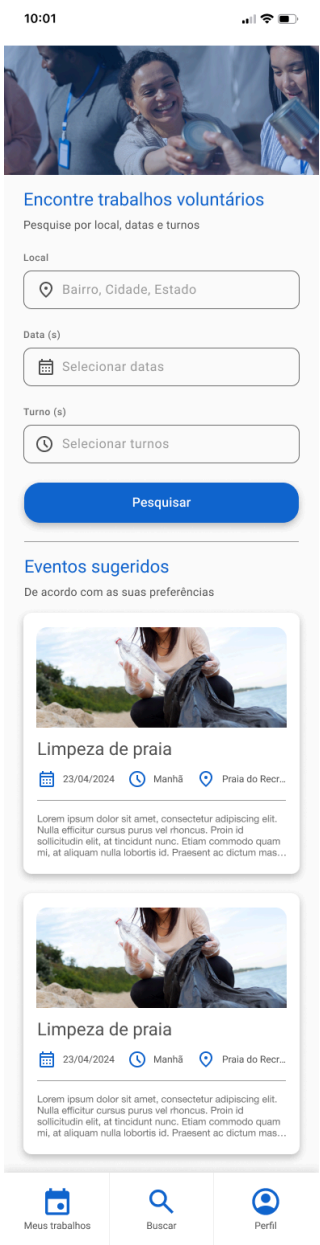 10:01
Encontre trabalhos voluntários
Pesquise por local, datas e turnos
Local
Bairro, Cidade, Estado
Data (s)
Selecionar datas
Turno (s)
Selecionar turnos
Pesquisar
Eventos sugeridos
De acordo com as suas preferências
Limpeza de praia
23/04/2024 Manhã Praia do Recr...
Lorem ipsum dolor sit amet, consectetur adipiscing elit.
Nulla efficitur cursus purus vel rhoncus. Proin id
sollicitudin elit, at tincidunt nunc. Etiam commodo quam
mi, at aliquam nulla lobortis id. Praesent ac dictum mas...
Limpeza de praia
23/04/2024 Manhã Praia do Recr...
Lorem ipsum dolor sit amet, consectetur adipiscing elit.
Nulla efficitur cursus purus vel rhoncus. Proin id
sollicitudin elit, at tincidunt nunc. Etiam commodo quam
mi, at aliquam nulla lobortis id. Praesent ac dictum mas...
Meus trabalhos Buscar Perfil